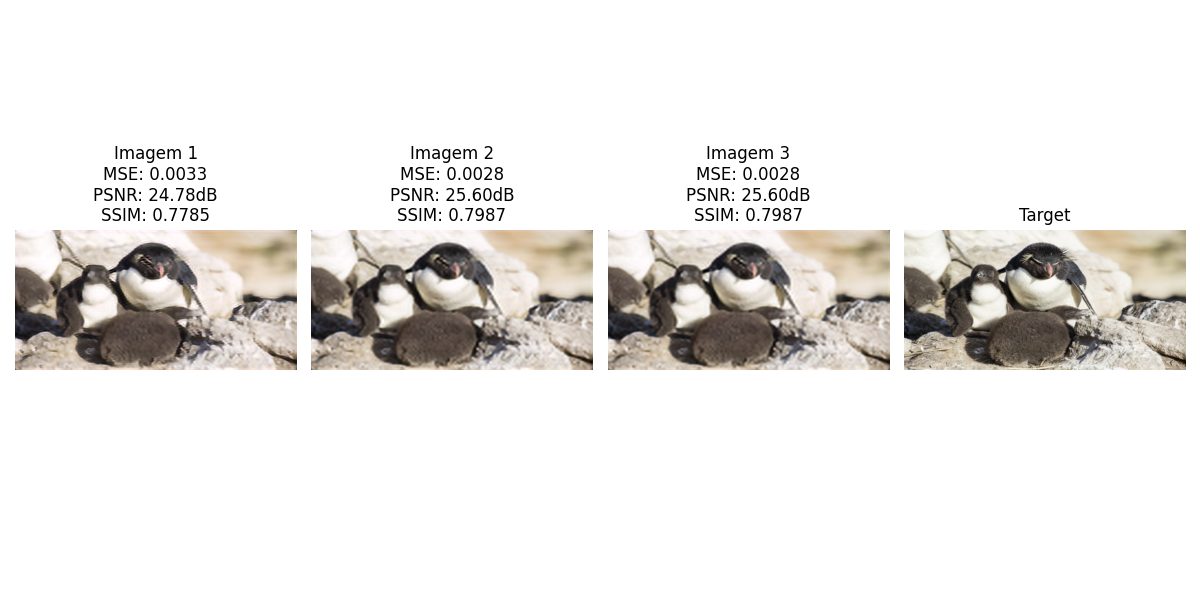 Imagem 1
MSE: 0.0033
PSNR: 24.78dB
SSIM: 0.7785
Imagem 2
MSE: 0.0028
PSNR: 25.60dB
SSIM: 0.7987
Imagem 3
MSE: 0.0028
PSNR: 25.60dB
SSIM: 0.7987
Target